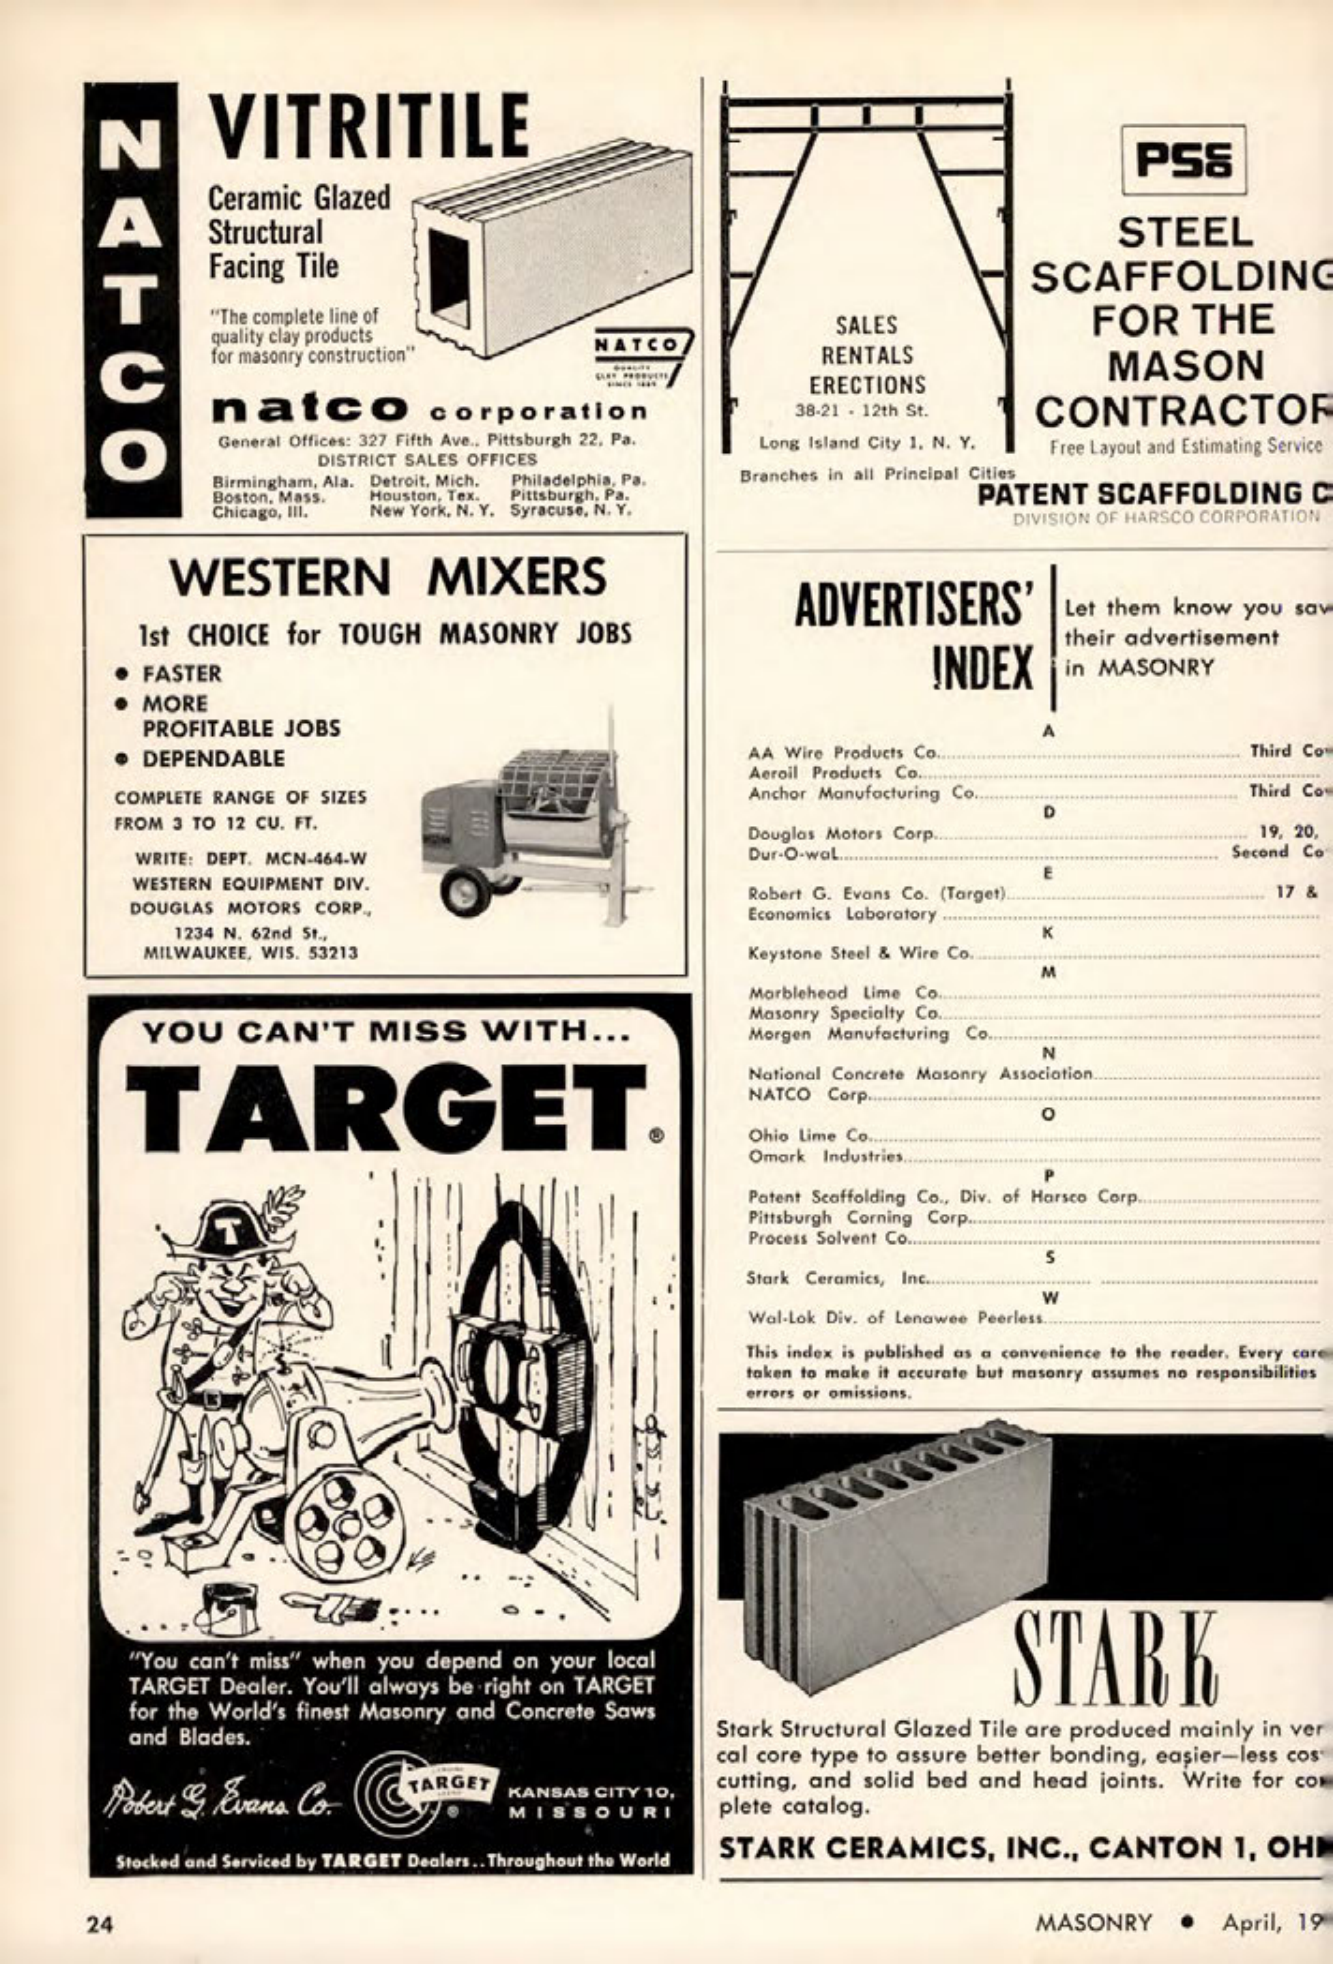 NATCO
VITRITILE
Ceramic Glazed
Structural
Facing Tile
"The complete line of
quality clay products
for masonry construction"
NATCO
QUALITY
CLAY PRODUCTS
SINCE 1889
natco corporation
General Offices: 327 Fifth Ave., Pittsburgh 22, Pa.
DISTRICT SALES OFFICES
Birmingham, Ala. Detroit, Mich. Philadelphia, Pa.
Boston, Mass. Houston, Tex. Pittsburgh, Pa.
Chicago, Ill. New York, N. Y. Syracuse, N. Y.
WESTERN MIXERS
1st CHOICE for TOUGH MASONRY JOBS
● FASTER
● MORE
PROFITABLE JOBS
● DEPENDABLE
COMPLETE RANGE OF SIZES
FROM 3 TO 12 CU. FT.
WRITE: DEPT. MCN-464-W
WESTERN EQUIPMENT DIV.
DOUGLAS MOTORS CORP.,
1234 N. 62nd St.,
MILWAUKEE, WIS. 53213
YOU CAN'T MISS WITH...
TARGET®
T
"You can't miss" when you depend on your local
TARGET Dealer. You'll always be right on TARGET
for the World's finest Masonry and Concrete Saws
and Blades.
Robert G. Evans Co.
TARGET
®
KANSAS CITY 10,
MISSOURI
Stocked and Serviced by TARGET Dealers..Throughout the World
PSCO
STEEL
SCAFFOLDING
FOR THE
MASON
CONTRACTOR
Free Layout and Estimating Service
SALES
RENTALS
ERECTIONS
38-21 - 12th St.
Long Island City 1, N. Y.
Branches in all Principal Cities
PATENT SCAFFOLDING C
DIVISION OF HARSCO CORPORATION
ADVERTISERS'
INDEX
Let them know you saw
their advertisement
in MASONRY
A
AA Wire Products Co. Third Cov
Aeroil Products Co.
Anchor Manufacturing Co. Third Cov
D
Douglas Motors Corp. 19, 20,
Dur-O-waL Second Co
E
Robert G. Evans Co. (Target) 17 &
Economics Laboratory
K
Keystone Steel & Wire Co.
M
Marblehead Lime Co.
Masonry Specialty Co.
Morgen Manufacturing Co.
N
National Concrete Masonry Association
NATCO Corp.
O
Ohio Lime Co.
Omark Industries
P
Patent Scaffolding Co., Div. of Harsco Corp.
Pittsburgh Corning Corp.
Process Solvent Co.
S
Stark Ceramics, Inc.
W
Wal-Lok Div. of Lenawee Peerless
This index is published as a convenience to the reader. Every care
taken to make it accurate but masonry assumes no responsibilities
errors or omissions.
STARK
Stark Structural Glazed Tile are produced mainly in ver
cal core type to assure better bonding, easier—less cos
cutting, and solid bed and head joints. Write for com
plete catalog.
STARK CERAMICS, INC., CANTON 1, OHI
24
MASONRY ● April, 19